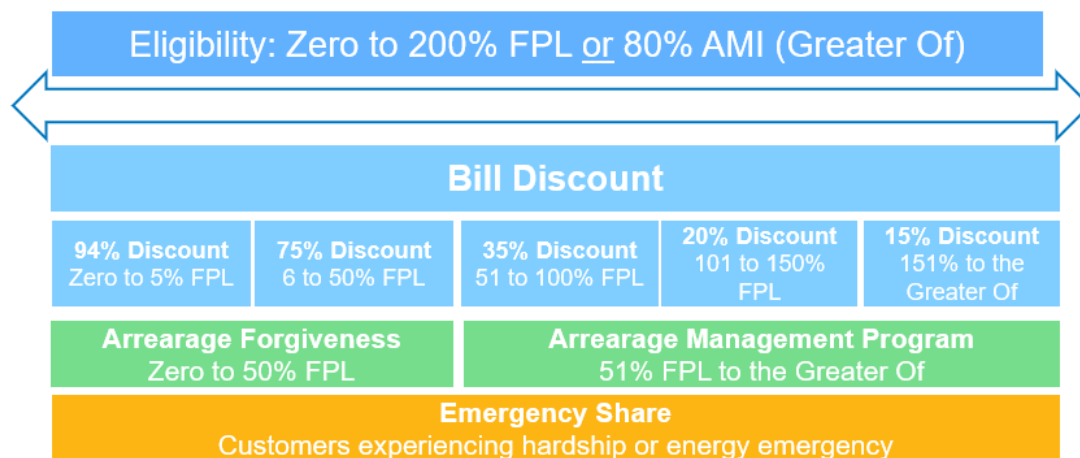 Eligibility: Zero to 200% FPL or 80% AMI (Greater Of)
Bill Discount
94% Discount
Zero to 5% FPL
75% Discount
6 to 50% FPL
35% Discount
51 to 100% FPL
20% Discount
101 to 150%
FPL
15% Discount
151% to the
Greater Of
Arrearage Forgiveness
Zero to 50% FPL
Arrearage Management Program
51% FPL to the Greater Of
Emergency Share
Customers experiencing hardship or energy emergency